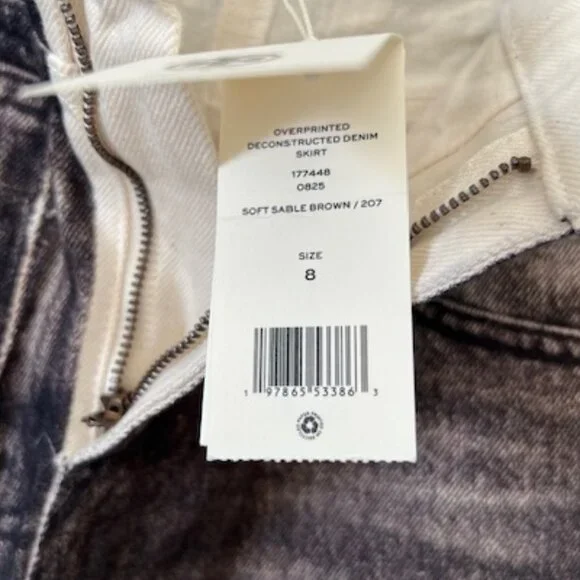 OVERPRINTED
DECONSTRUCTED DENIM
SKIRT
177448
0825
SOFT SABLE BROWN / 207
SIZE
8
1 97865 53386 3